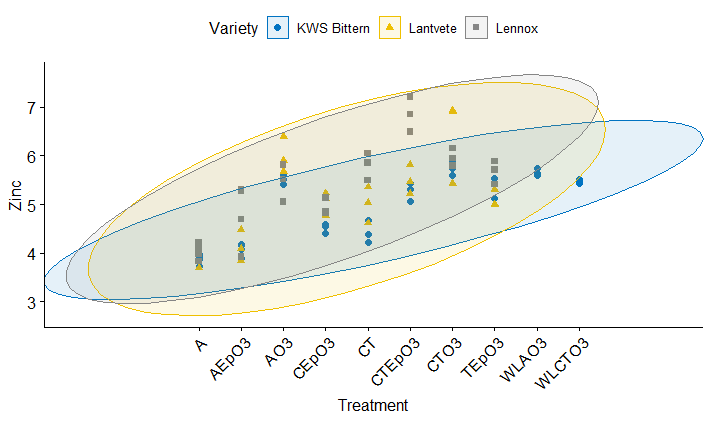 Variety KWS Bittern Lantvete Lennox
Zinc
7
6
5
4
3
A
AEpO3
AO3
CEpO3
CT
CTEpO3
CTO3
TEpO3
WLAO3
WLCTO3
Treatment